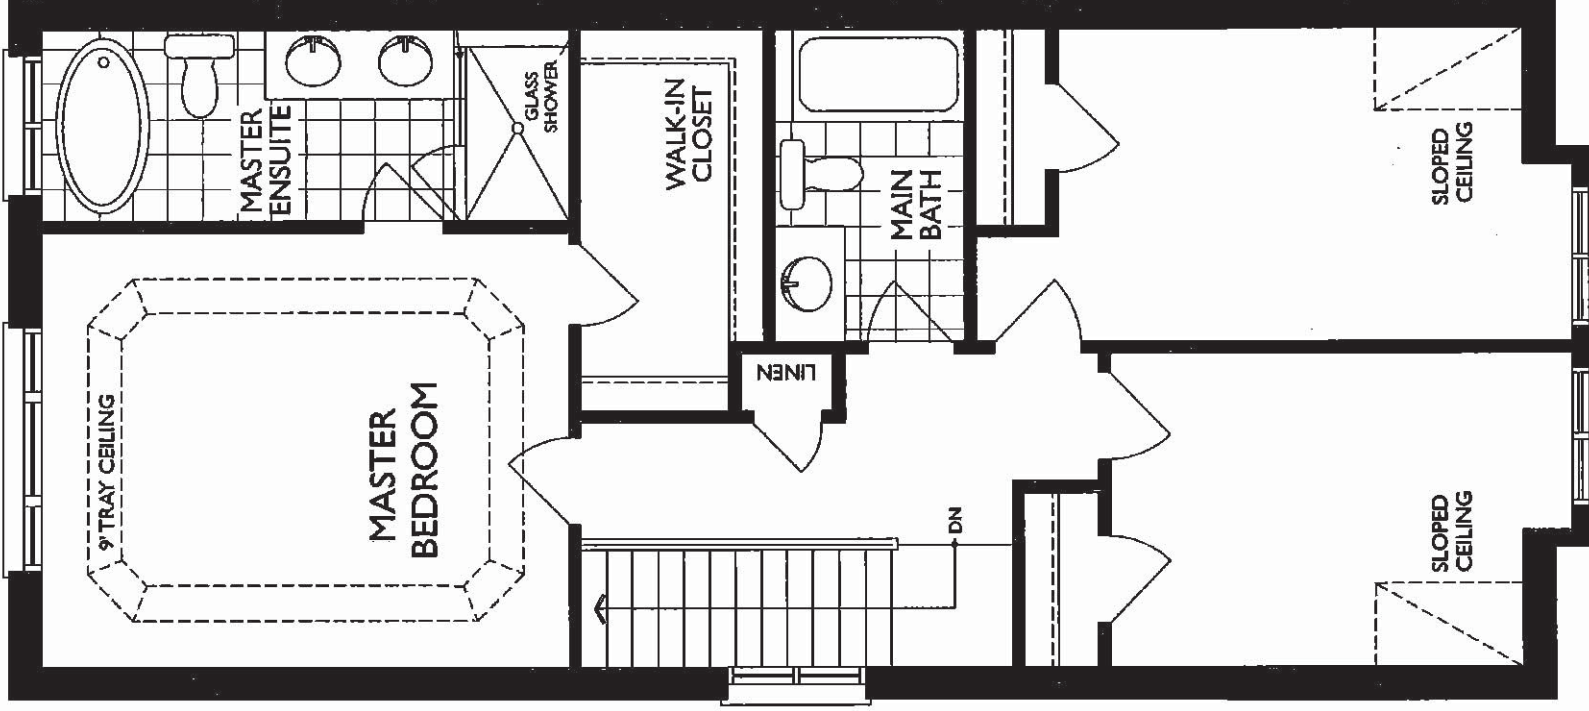 MASTER
ENSUITE
GLASS
SHOWER
WALK-IN
CLOSET
MAIN
BATH
SLOPED
CEILING
LINEN
9' TRAY CEILING
MASTER
BEDROOM
DN
SLOPED
CEILING